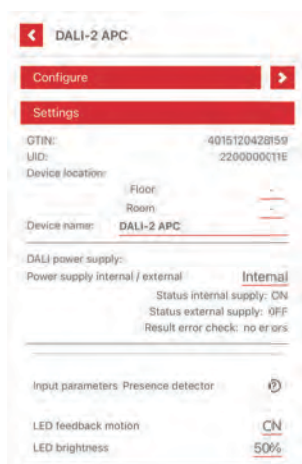 DALI-2 APC
Configure
Settings
GTIN: 4015120428159
UID: 2200000C11E
Device location:
Floor -
Room -
Device name: DALI-2 APC
DALI power supply:
Power supply internal / external Internal
Status internal supply: ON
Status external supply: OFF
Result error check: no errors
Input parameters Presence detector ?
LED feedback motion ON
LED brightness 50%